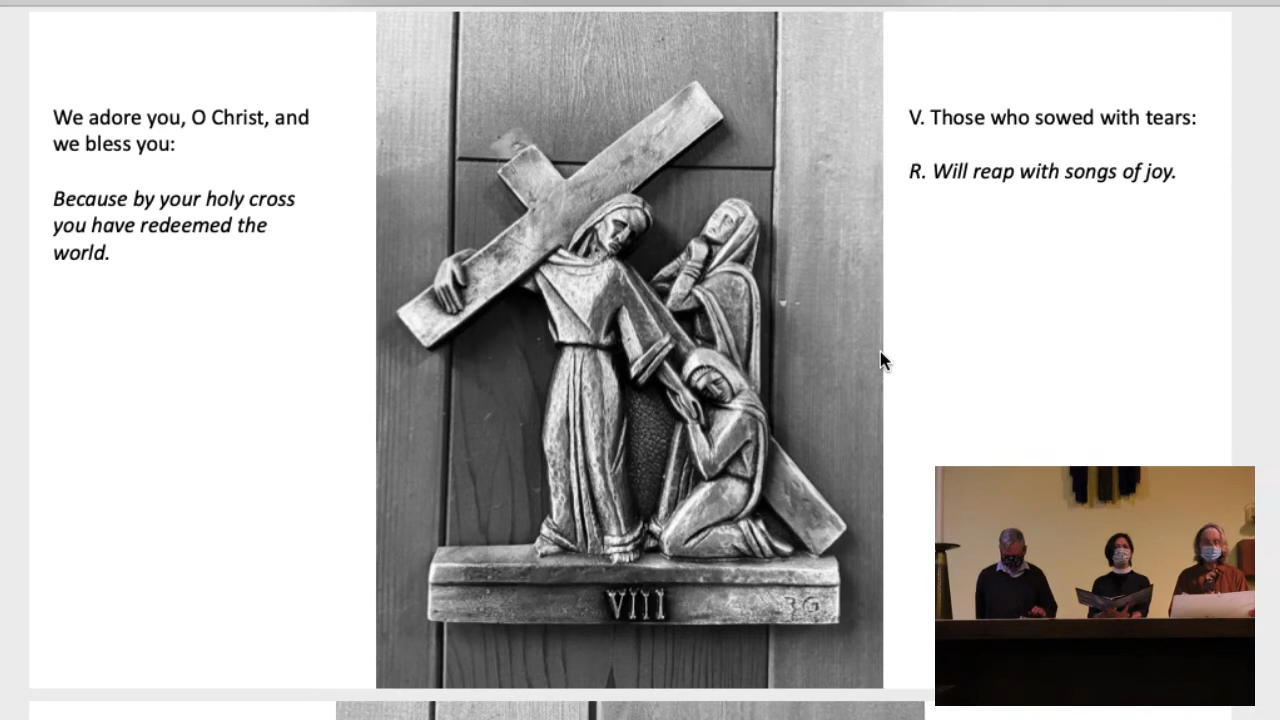 We adore you, O Christ, and
we bless you:
Because by your holy cross
you have redeemed the
world.
V. Those who sowed with tears:
R. Will reap with songs of joy.
VIII
RG